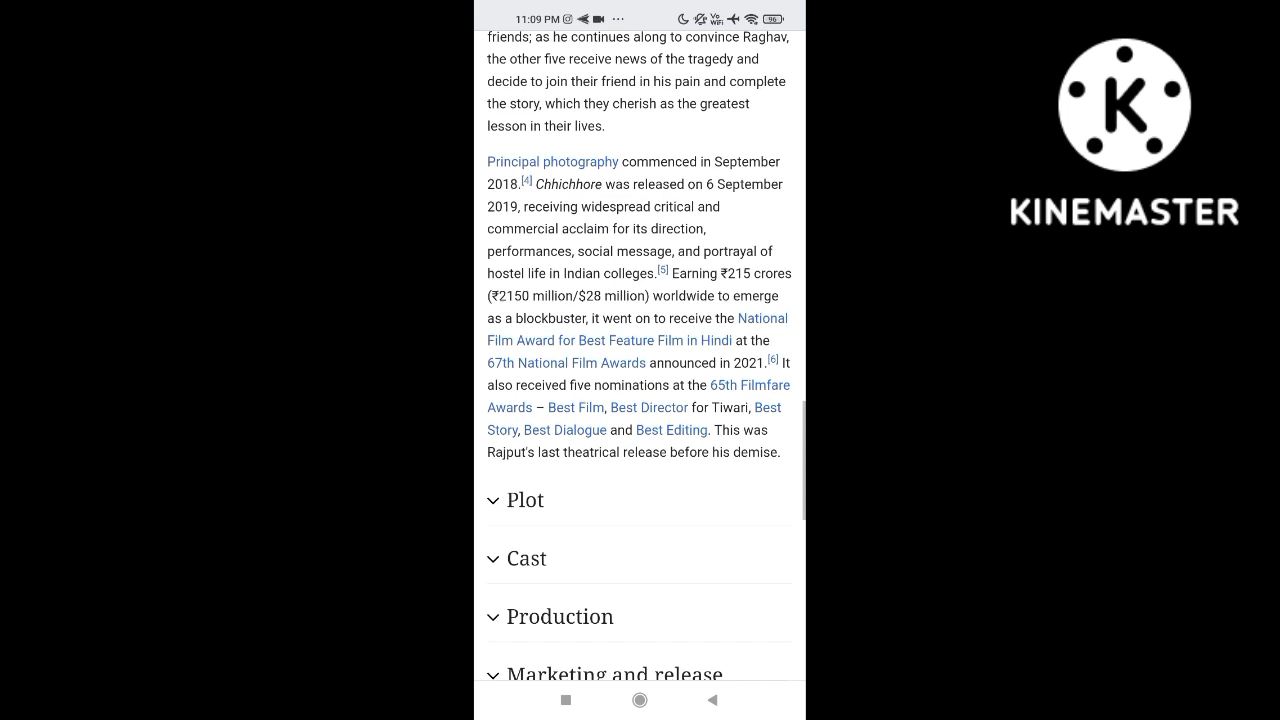 11:09 PM
Vo
WiFi
96
friends; as he continues along to convince Raghav,
the other five receive news of the tragedy and
decide to join their friend in his pain and complete
the story, which they cherish as the greatest
lesson in their lives.
Principal photography commenced in September
2018.[4] Chhichhore was released on 6 September
2019, receiving widespread critical and
commercial acclaim for its direction,
performances, social message, and portrayal of
hostel life in Indian colleges.[5] Earning ₹215 crores
(₹2150 million/$28 million) worldwide to emerge
as a blockbuster, it went on to receive the National
Film Award for Best Feature Film in Hindi at the
67th National Film Awards announced in 2021.[6] It
also received five nominations at the 65th Filmfare
Awards – Best Film, Best Director for Tiwari, Best
Story, Best Dialogue and Best Editing. This was
Rajput's last theatrical release before his demise.
Plot
Cast
Production
Marketing and release
K
KINEMASTER